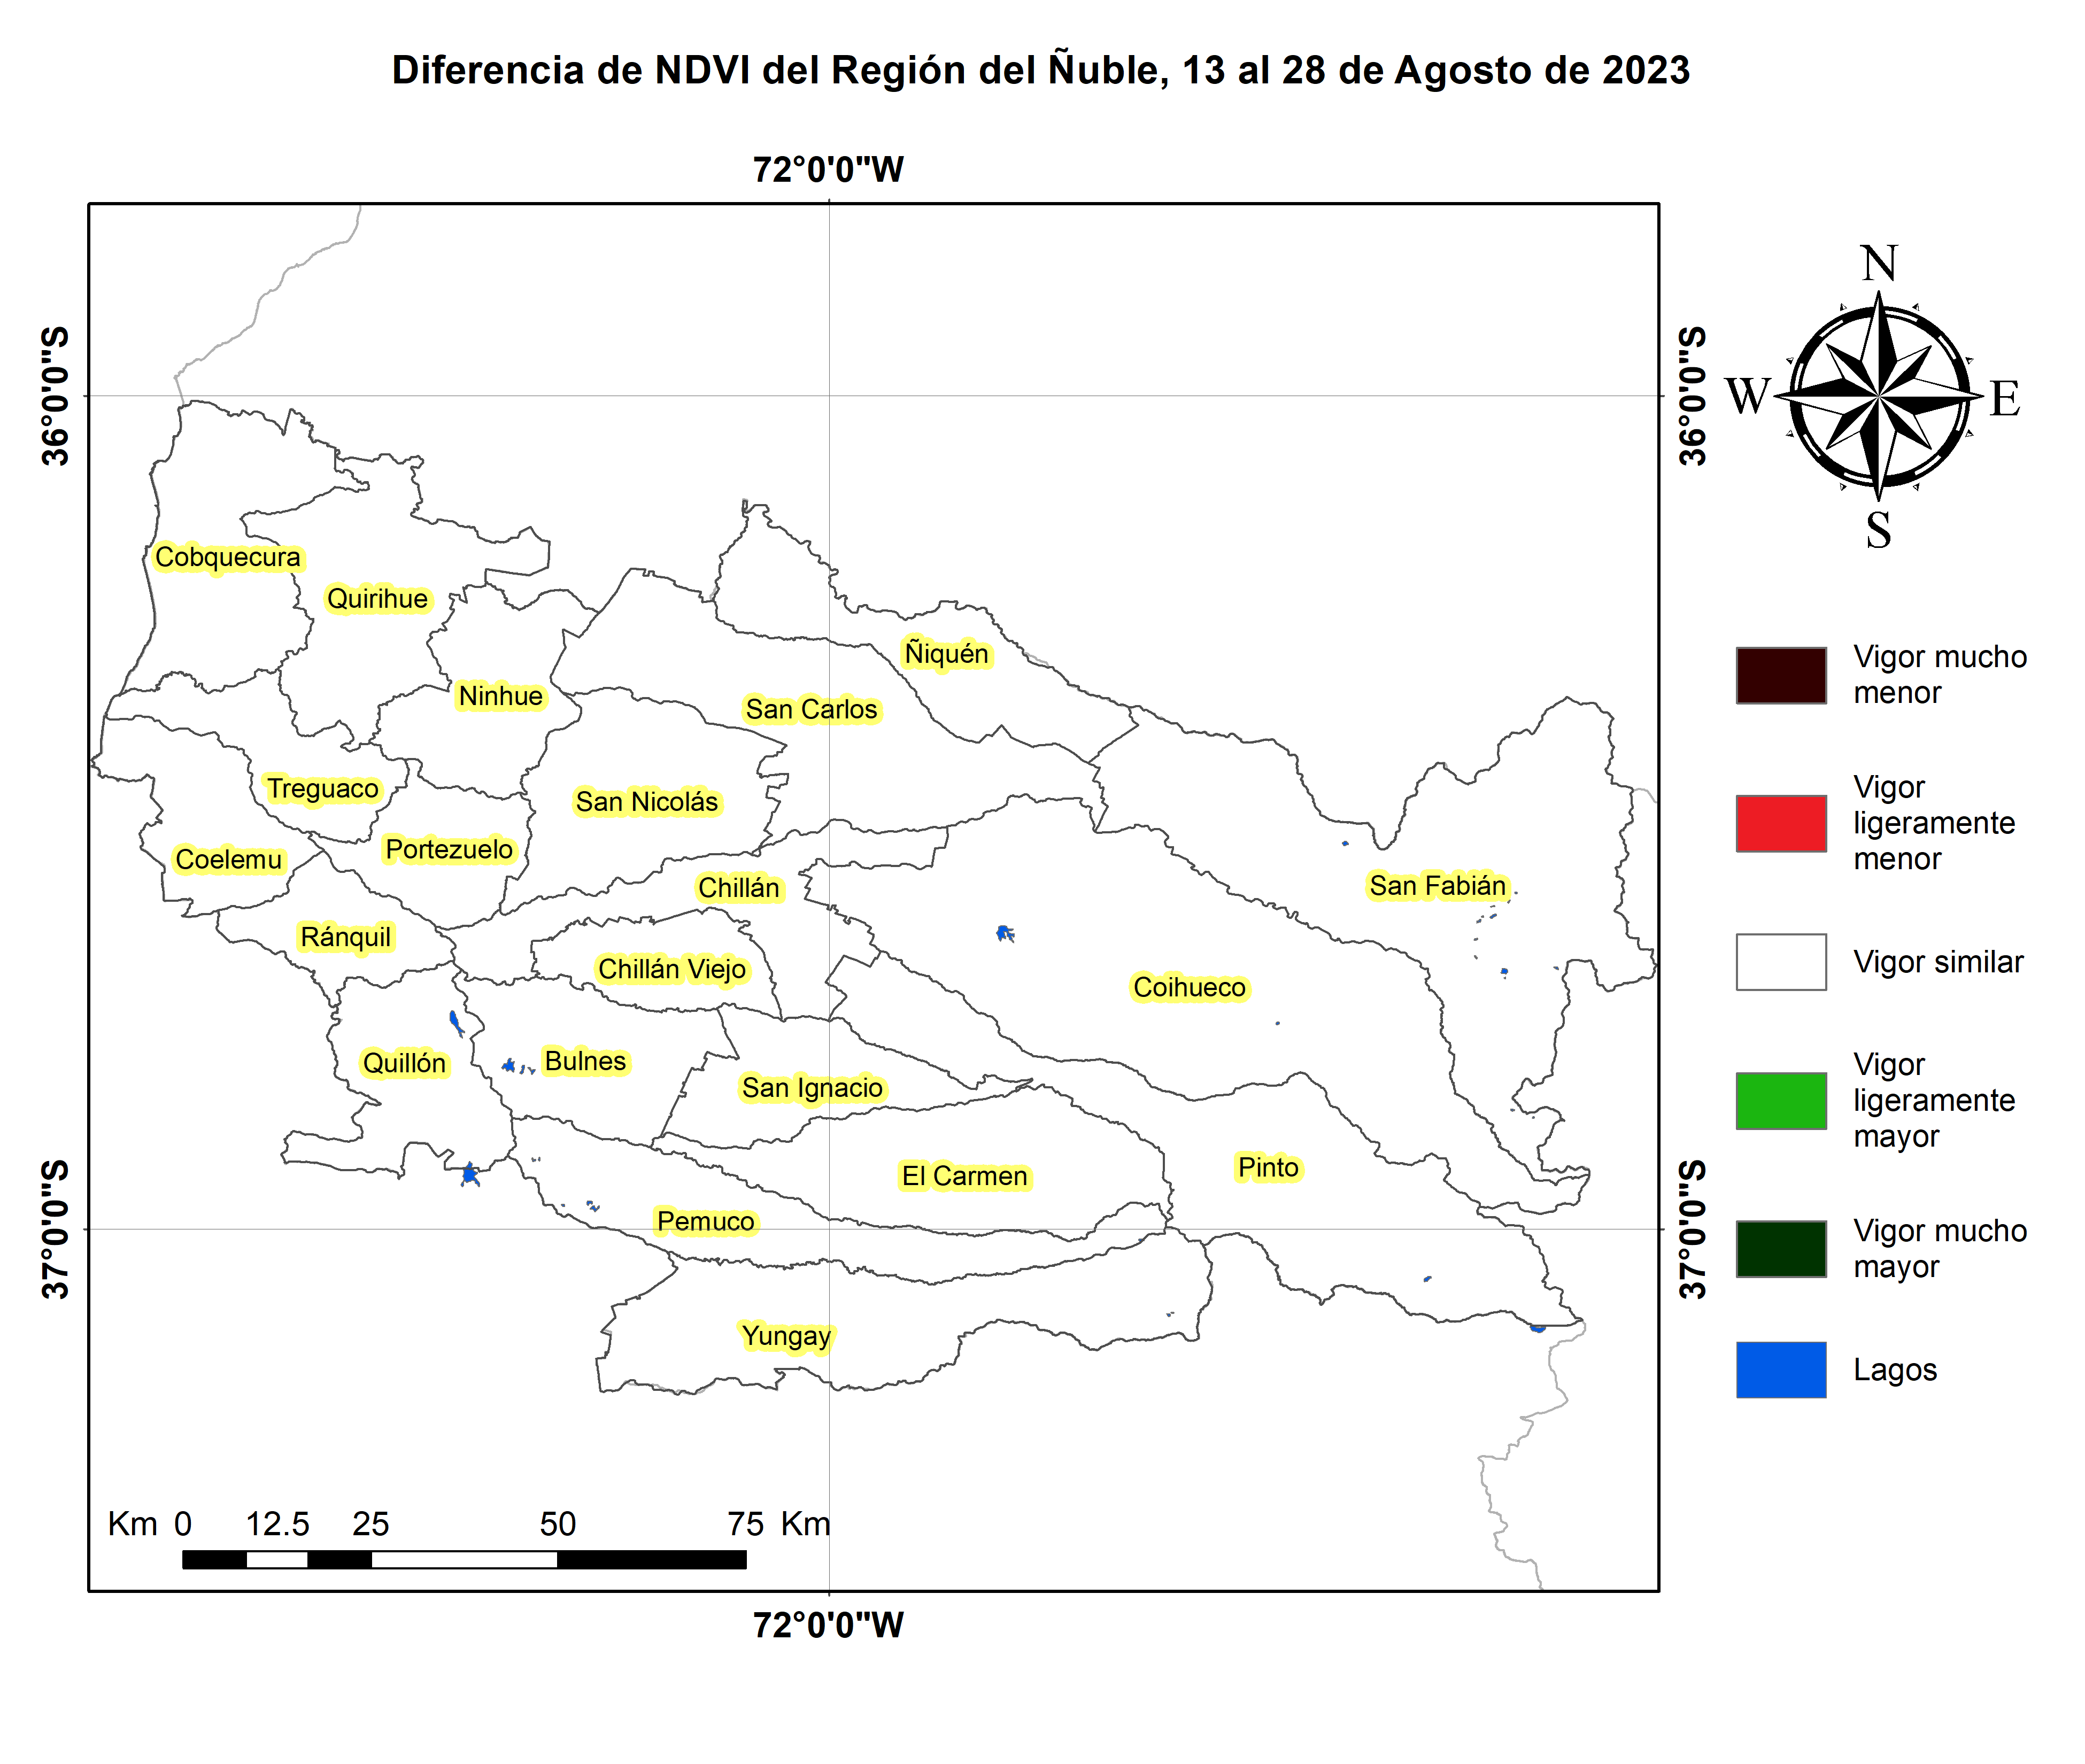 Diferencia de NDVI del Región del Ñuble, 13 al 28 de Agosto de 2023
72°0'0"W
36°0'0"S
36°0'0"S
N
W
E
S
Cobquecura
Quirihue
Ñiquén
Ninhue
San Carlos
Treguaco
San Nicolás
Portezuelo
Coelemu
Chillán
San Fabián
Ránquil
Chillán Viejo
Coihueco
Quillón
Bulnes
San Ignacio
El Carmen
Pinto
Pemuco
Yungay
37°0'0"S
37°0'0"S
Vigor mucho
menor
Vigor
ligeramente
menor
Vigor similar
Vigor
ligeramente
mayor
Vigor mucho
mayor
Lagos
Km 0 12.5 25 50 75 Km
72°0'0"W